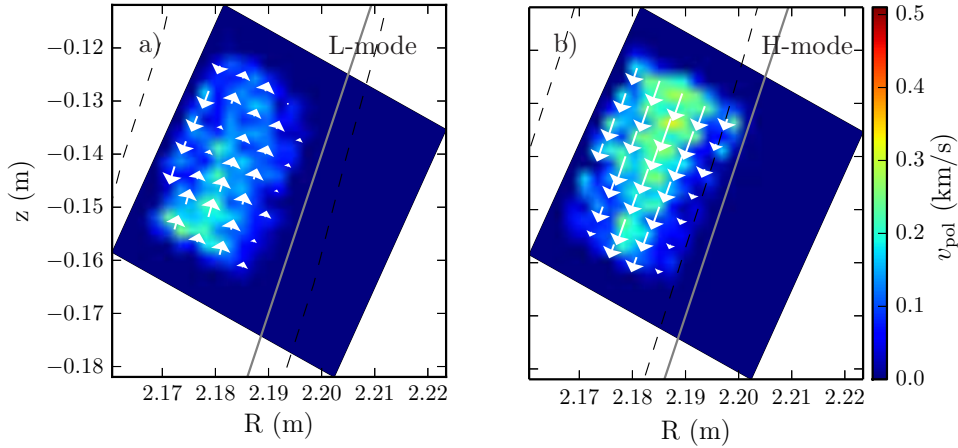 a)
L-mode
b)
H-mode
−0.12
−0.13
−0.14
−0.15
−0.16
−0.17
−0.18
z (m)
2.17 2.18 2.19 2.20 2.21 2.22
R (m)
2.17 2.18 2.19 2.20 2.21 2.22
R (m)
0.5
0.4
0.3
0.2
0.1
0.0
v_pol (km/s)